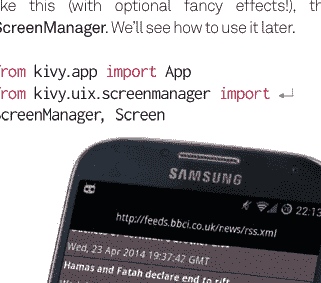 ke this (with optional fancy effects!), th
ScreenManager. We'll see how to use it later.
from kivy.app import App
from kivy.uix.screenmanager import ↵
ScreenManager, Screen
SAMSUNG
22:13
http://feeds.bbci.co.uk/news/rss.xml
Wed, 23 Apr 2014 19:37:42 GMT
Hamas and Fatah declare end to rift